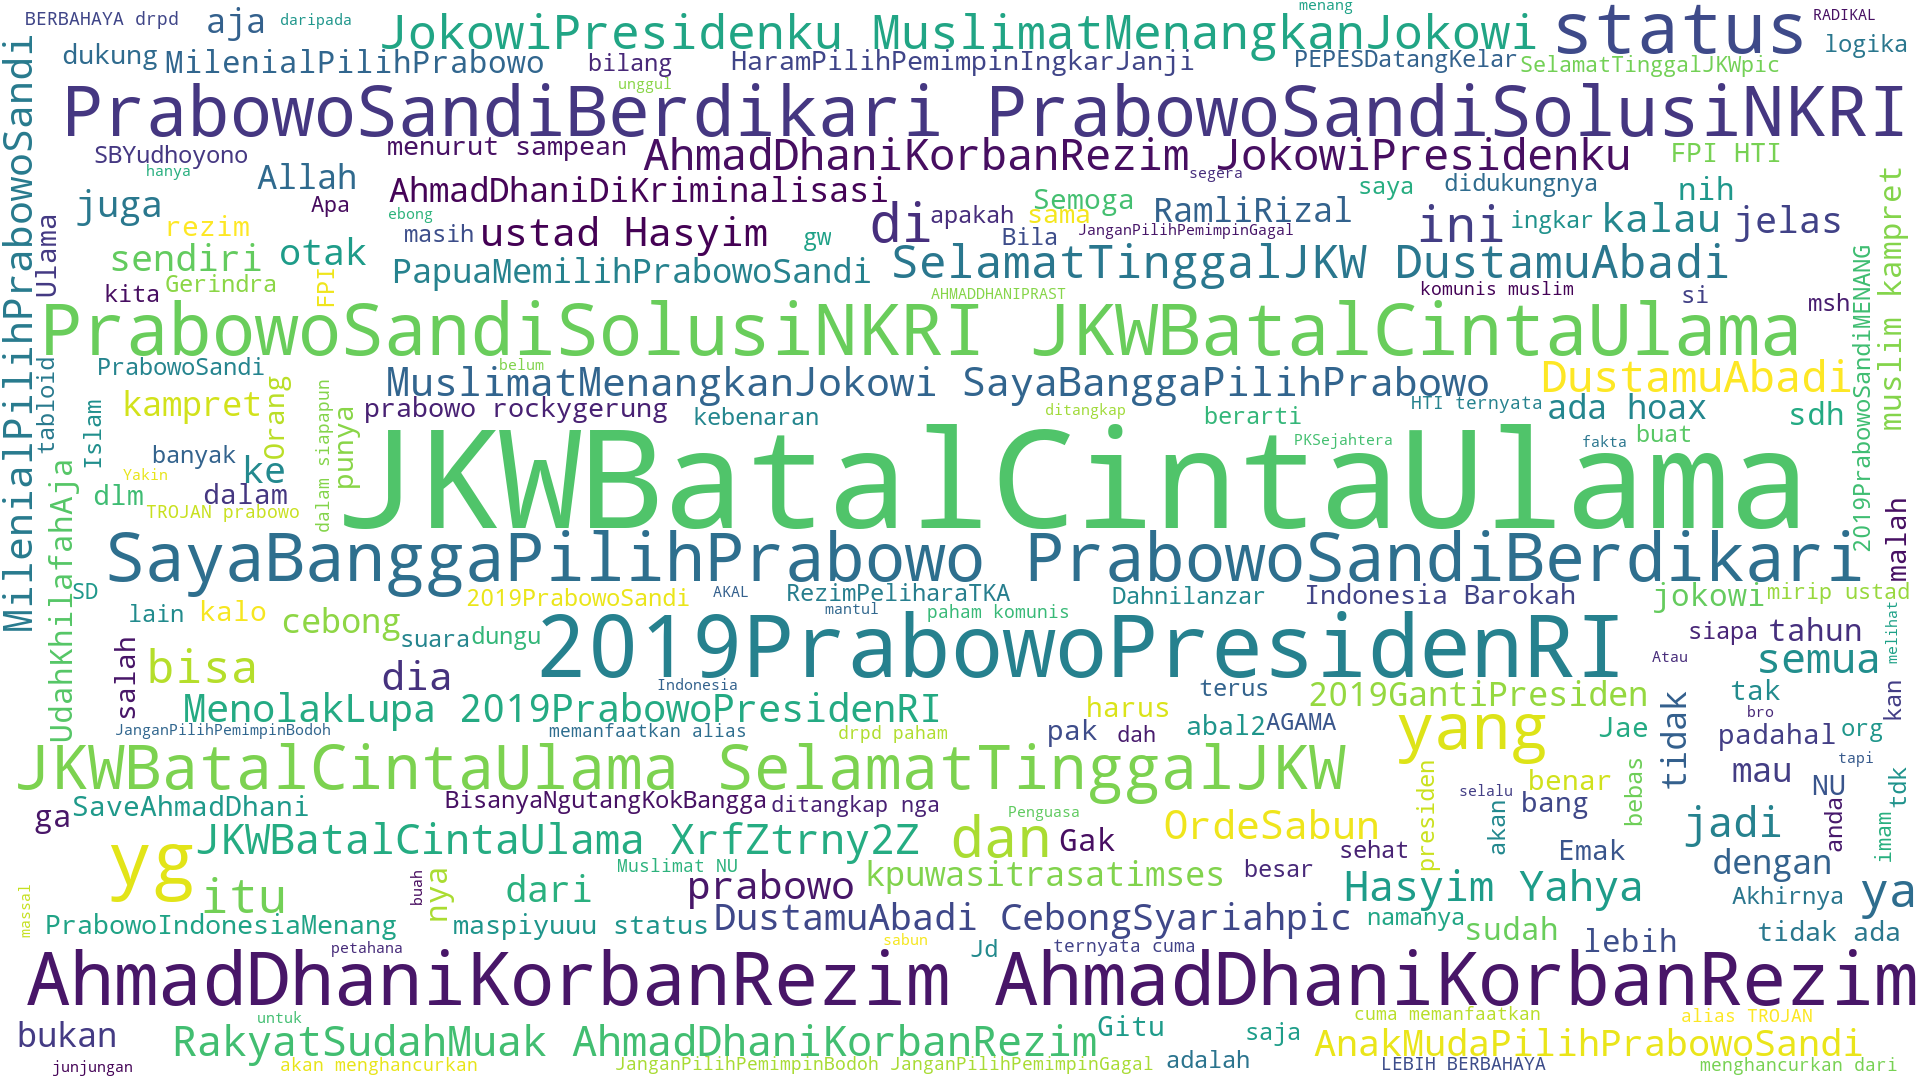 BERBAHAYA drpd
aja
daripada
JokowiPresidenku MuslimatMenangkanJokowi
menang
status
RADIKAL
logika
dukung
MilenialPilihPrabowo
bilang
HaramPilihPemimpinIngkarJanji
PEPESDatangKelar
SelamatTinggalJKWpic
unggul
MilenialPilihPrabowoSandi
PrabowoSandiBerdikari PrabowoSandiSolusiNKRI
SBYudhoyono
menurut sampean
AhmadDhaniKorbanRezim JokowiPresidenku
FPI HTI
hanya
Allah
AhmadDhaniDiKriminalisasi
segera
saya
didukungnya
nih
muslim kampret
juga
Apa
ebong
Semoga
RamliRizal
rezim
masih
ustad Hasyim
gw
di
apakah
sama
Bila
JanganPilihPemimpinGagal
ini
ingkar
kalau
jelas
Ulama
sendiri
otak
PapuaMemilihPrabowoSandi
SelamatTinggalJKW DustamuAbadi
kita
Gerindra
FPI
AHMADDHANIPRAST
komunis muslim
si
msh
2019PrabowoSandiMENANG
PrabowoSandiSolusiNKRI JKWBatalCintaUlama
tabloid
PrabowoSandi
belum
MuslimatMenangkanJokowi SayaBanggaPilihPrabowo
DustamuAbadi
kampret
Orang
dalam siapapun
punya
prabowo rockygerung
kebenaran
ditangkap
berarti
HTI ternyata
ada hoax
sdh
Islam
banyak
ke
PKSejahtera
fakta
buat
Yakin
JKWBatalCintaUlama
dlm
dalam
TROJAN prabowo
UdahKhilafahAja
malah
SayaBanggaPilihPrabowo PrabowoSandiBerdikari
SD
lain
kalo
cebong
2019PrabowoSandi
AKAL
RezimPeliharaTKA
mantul
paham komunis
Dahnilanzar
Indonesia Barokah
jokowi
mirip ustad
suara
dungu
2019PrabowoPresidenRI
siapa
tahun
melihat
salah
bisa
dia
Indonesia
Atau
semua
MenolakLupa 2019PrabowoPresidenRI
terus
2019GantiPresiden
tak
kan
bro
JanganPilihPemimpinBodoh
memanfaatkan alias
drpd paham
harus
pak
dah
abal2
AGAMA
yang
Jae
tidak
padahal
org
tapi
JKWBatalCintaUlama SelamatTinggalJKW
presiden
benar
bebas
mau
NU
tdk
ga
SaveAhmadDhani
BisanyaNgutangKokBangga
ditangkap nga
Penguasa
selalu
bang
akan
jadi
anda
imam
yg
JKWBatalCintaUlama XrfZtrny2Z
dan
Gak
OrdeSabun
sehat
Emak
dengan
Muslimat NU
itu
buah
nya
dari
prabowo
kpuwasitrasatimses
besar
Hasyim Yahya
Akhirnya
ya
massal
PrabowoIndonesiaMenang
maspiyuuu status
DustamuAbadi CebongSyariahpic
namanya
sudah
lebih
tidak ada
petahana
sabun
Jd
ternyata cuma
AhmadDhaniKorbanRezim AhmadDhaniKorbanRezim
bukan
untuk
RakyatSudahMuak AhmadDhaniKorbanRezim
Gitu
saja
cuma memanfaatkan
alias TROJAN
AnakMudaPilihPrabowoSandi
junjungan
akan menghancurkan
JanganPilihPemimpinBodoh JanganPilihPemimpinGagal
adalah
LEBIH BERBAHAYA
menghancurkan dari